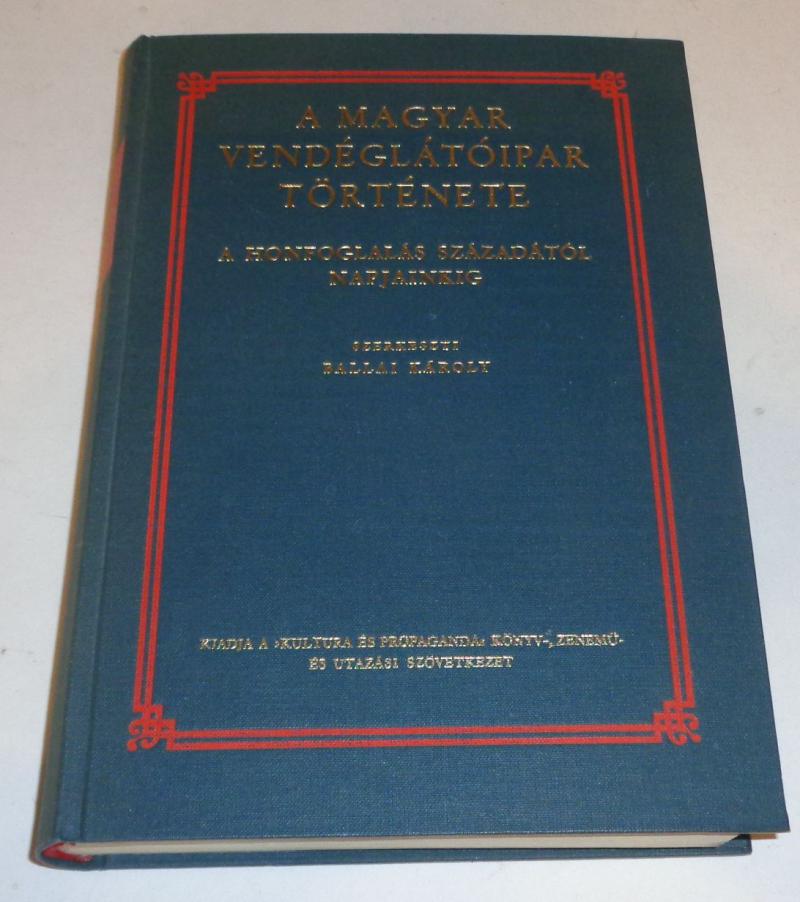 A MAGYAR
VENDÉGLÁTÓIPAR
TÖRTÉNETE
A HONFOGLALÁS SZÁZADÁTÓL
NAPJAINKIG
SZERKESZTI
BALLAI KÁROLY
KIADJA A »KULTURA ÉS PROPAGANDA« KÖNYV-, ZENEMŰ-
ÉS UTAZÁSI SZÖVETKEZET